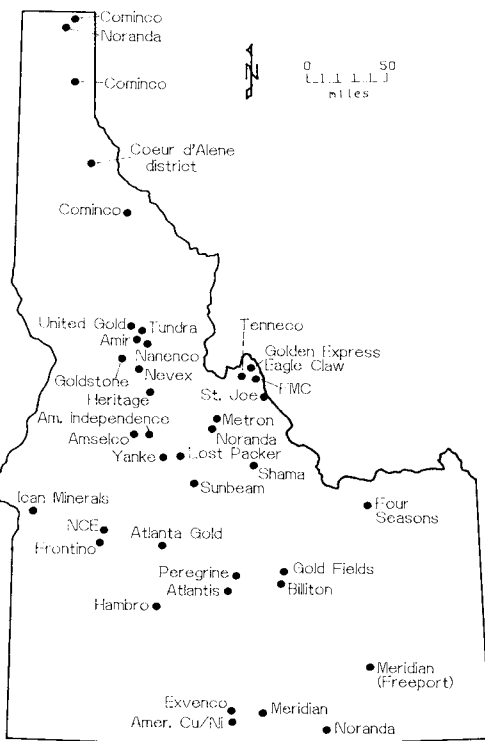 Cominco
Noranda
N
0 50
miles
Cominco
Coeur d'Alene
district
Cominco
United Gold
Tundra
Amir
Nanenco
Goldstone
Nevex
Heritage
Tenneco
Golden Express
Eagle Claw
FMC
St. Joe
Am. independence
Amselco
Metron
Noranda
Yanke
Lost Packer
Shama
Sunbeam
Ican Minerals
Four
Seasons
NCE
Frontino
Atlanta Gold
Peregrine
Atlantis
Gold Fields
Billiton
Hambro
Meridian
(Freeport)
Exvenco
Amer. Cu/Ni
Meridian
Noranda